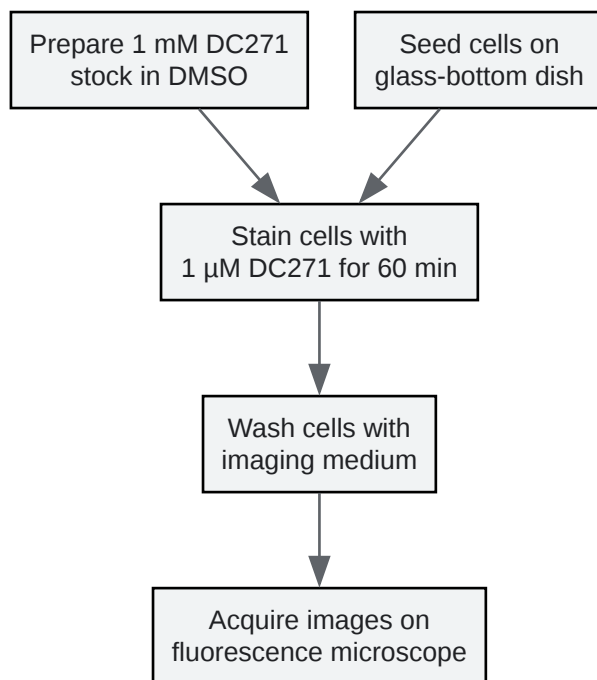 Prepare 1 mM DC271
stock in DMSO
Seed cells on
glass-bottom dish
Stain cells with
1 µM DC271 for 60 min
Wash cells with
imaging medium
Acquire images on
fluorescence microscope